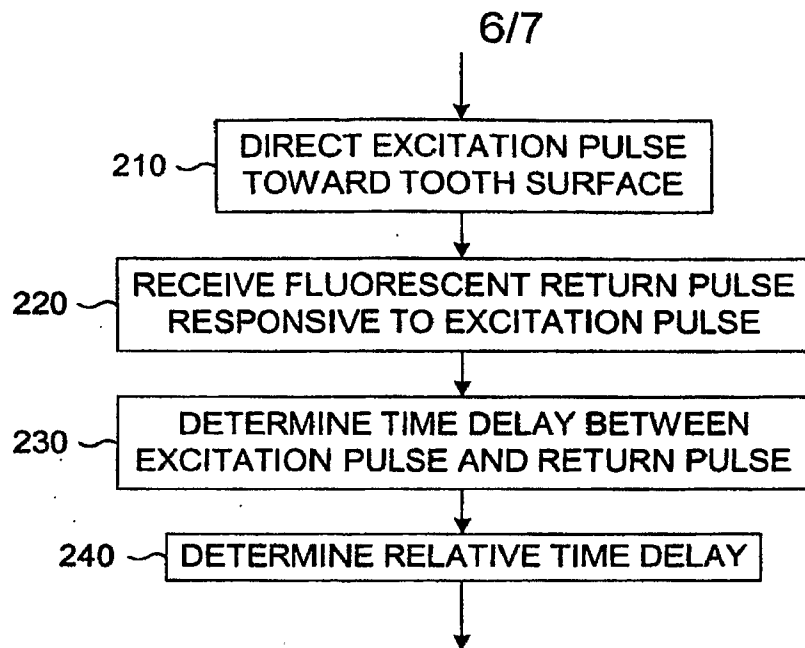 6/7
210
DIRECT EXCITATION PULSE
TOWARD TOOTH SURFACE
220
RECEIVE FLUORESCENT RETURN PULSE
RESPONSIVE TO EXCITATION PULSE
230
DETERMINE TIME DELAY BETWEEN
EXCITATION PULSE AND RETURN PULSE
240
DETERMINE RELATIVE TIME DELAY